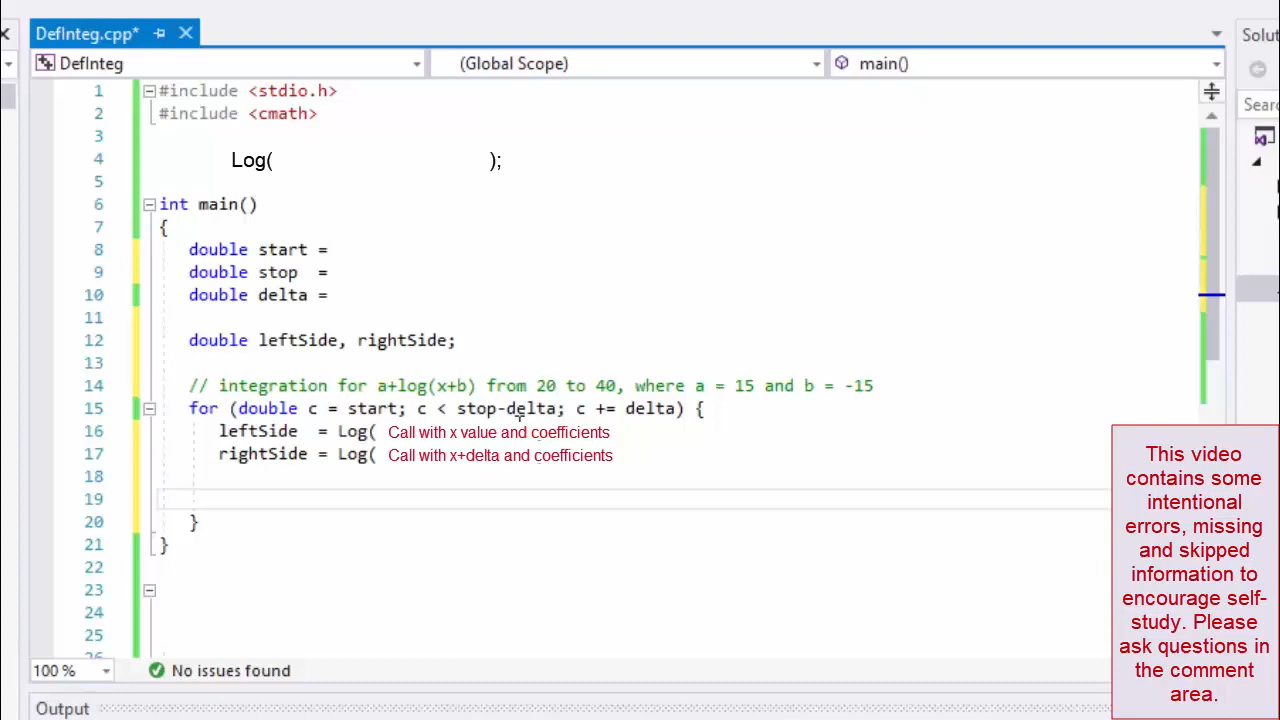 DefInteg.cpp*
Solut
DefInteg
(Global Scope)
main()
1 #include <stdio.h>
2 #include <cmath>
3
4 Log( );
5
6 int main()
7 {
8 double start =
9 double stop =
10 double delta =
11
12 double leftSide, rightSide;
13
14 // integration for a+log(x+b) from 20 to 40, where a = 15 and b = -15
15 for (double c = start; c < stop-delta; c += delta) {
16 leftSide = Log( Call with x value and coefficients
17 rightSide = Log( Call with x+delta and coefficients
18
19
20 }
21 }
22
23
24
25
26
Searc
This video
contains some
intentional
errors, missing
and skipped
information to
encourage self-
study. Please
ask questions in
the comment
area.
100 %
No issues found
Output